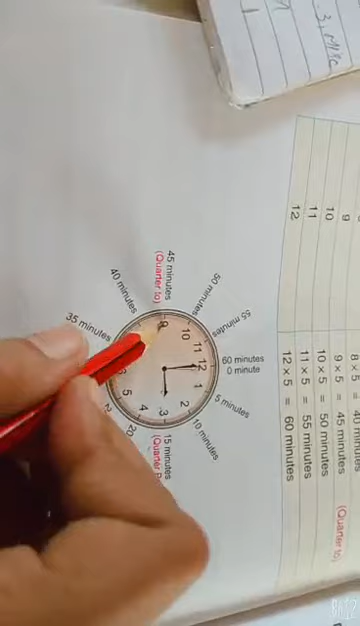 8 × 5 = 40 minutes
9
9 × 5 = 45 minutes (Quarter to)
10
10 × 5 = 50 minutes
11
11 × 5 = 55 minutes
12
12 × 5 = 60 minutes
60 minutes
0 minute
55 minutes
5 minutes
50 minutes
10 minutes
45 minutes
(Quarter to)
15 minutes
40 minutes
35 minutes
20
12
11
1
10
2
9
3
4
5